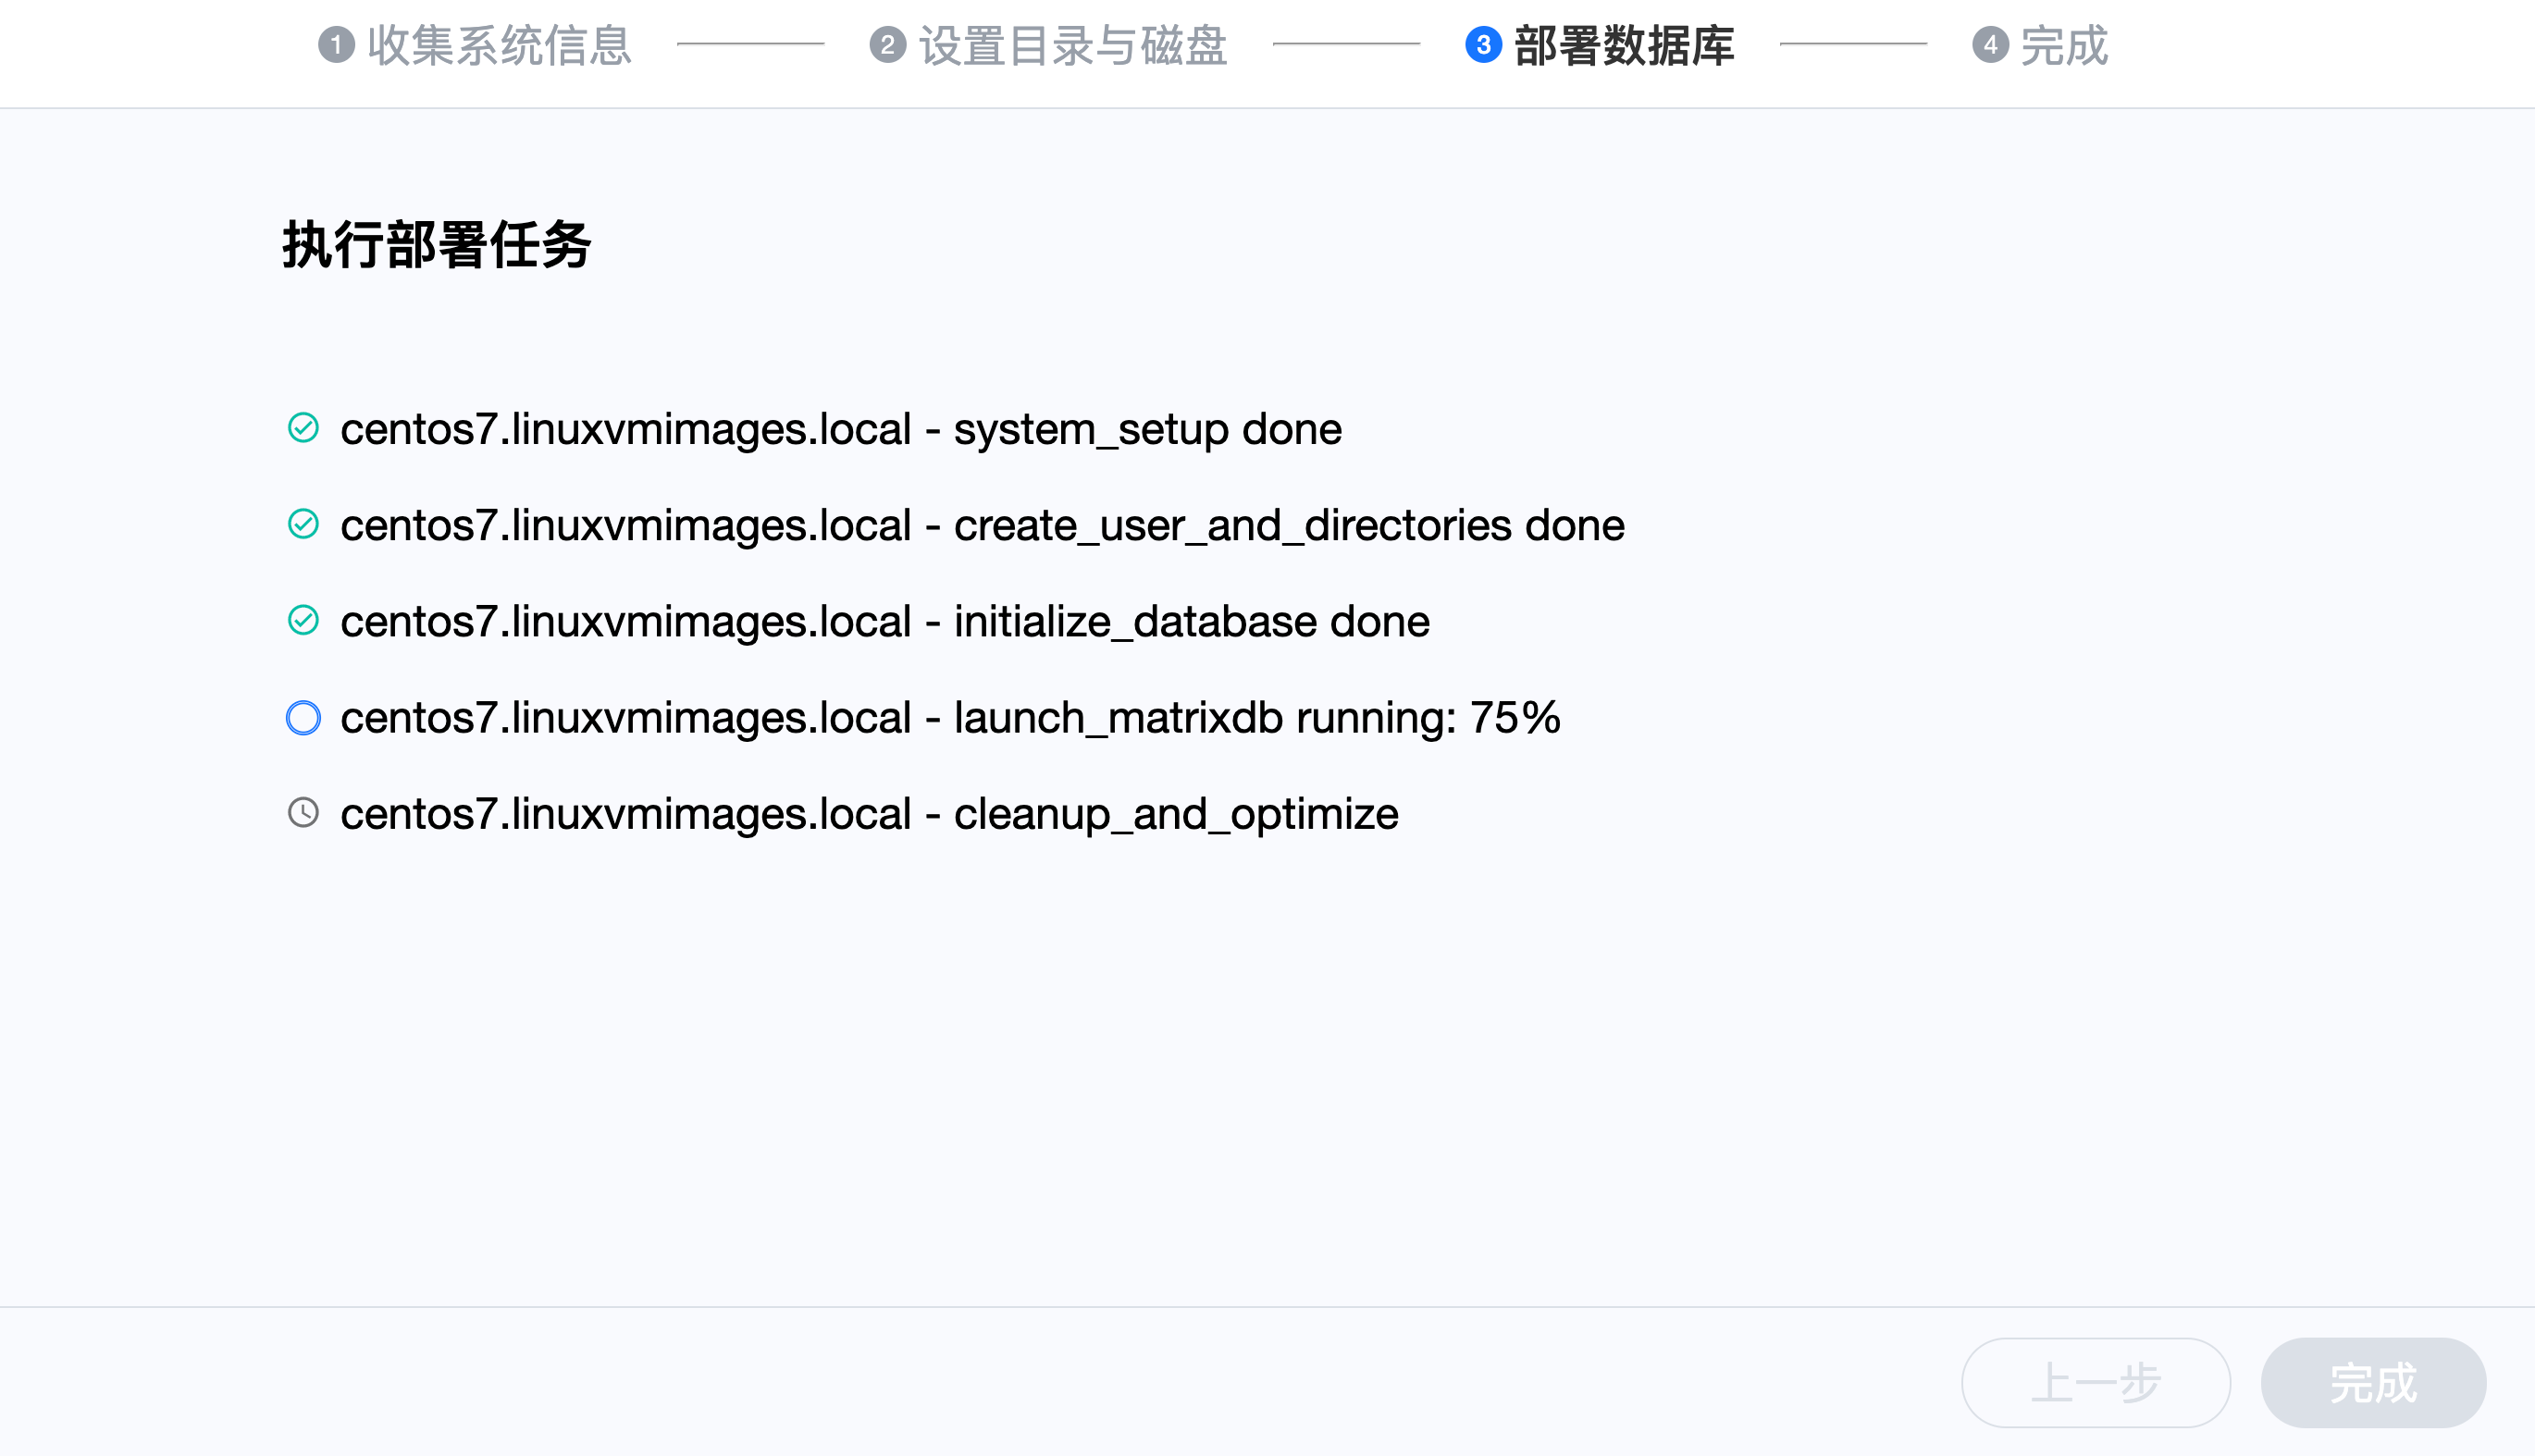 1 收集系统信息 2 设置目录与磁盘 3 部署数据库 4 完成
执行部署任务
centos7.linuxvmimages.local - system_setup done
centos7.linuxvmimages.local - create_user_and_directories done
centos7.linuxvmimages.local - initialize_database done
centos7.linuxvmimages.local - launch_matrixdb running: 75%
centos7.linuxvmimages.local - cleanup_and_optimize
上一步 完成